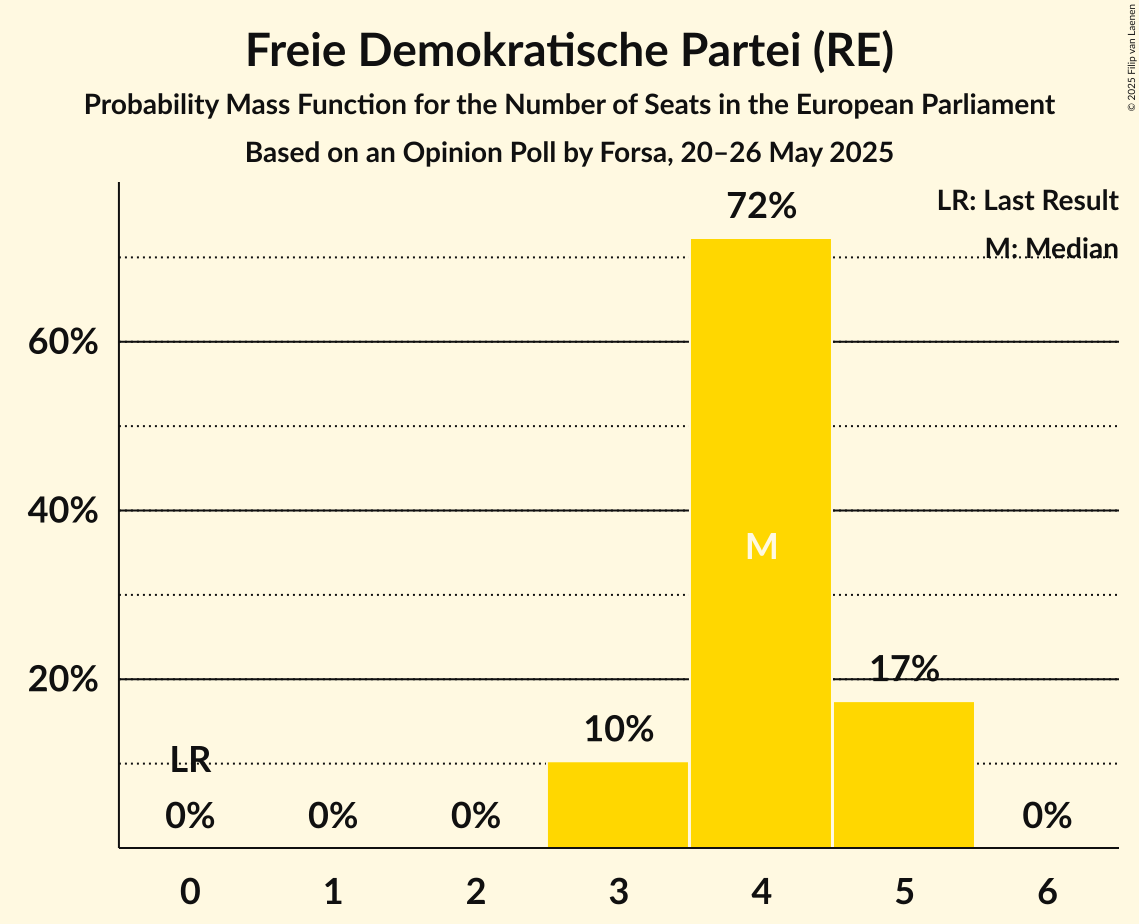 Freie Demokratische Partei (RE)
Probability Mass Function for the Number of Seats in the European Parliament
Based on an Opinion Poll by Forsa, 20–26 May 2025
© 2025 Filip van Laenen
LR: Last Result
M: Median
72%
60%
40%
M
20%
17%
10%
LR
0%
0%
0%
0%
0
1
2
3
4
5
6